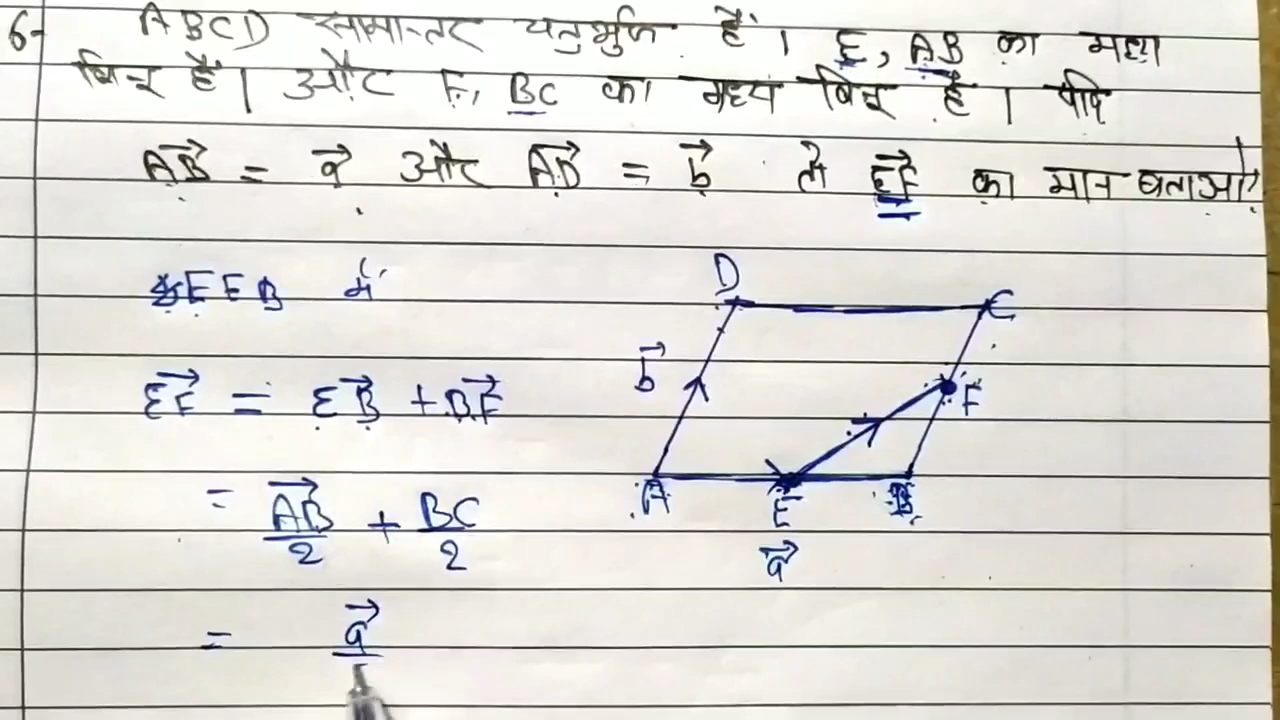 6- ABCD सामान्तर चतुर्भुज है। E, AB का मध्य
बिन्दु है। और F, BC का मध्य बिन्दु है। यदि
AB⃗ = a⃗ और AD⃗ = b⃗ तो EF⃗ का मान बताओ?
EFB में
EF⃗ = EB⃗ + BF⃗
= AB⃗/2 + BC/2
= a⃗
D
C
b⃗
F
A
E
B
a⃗